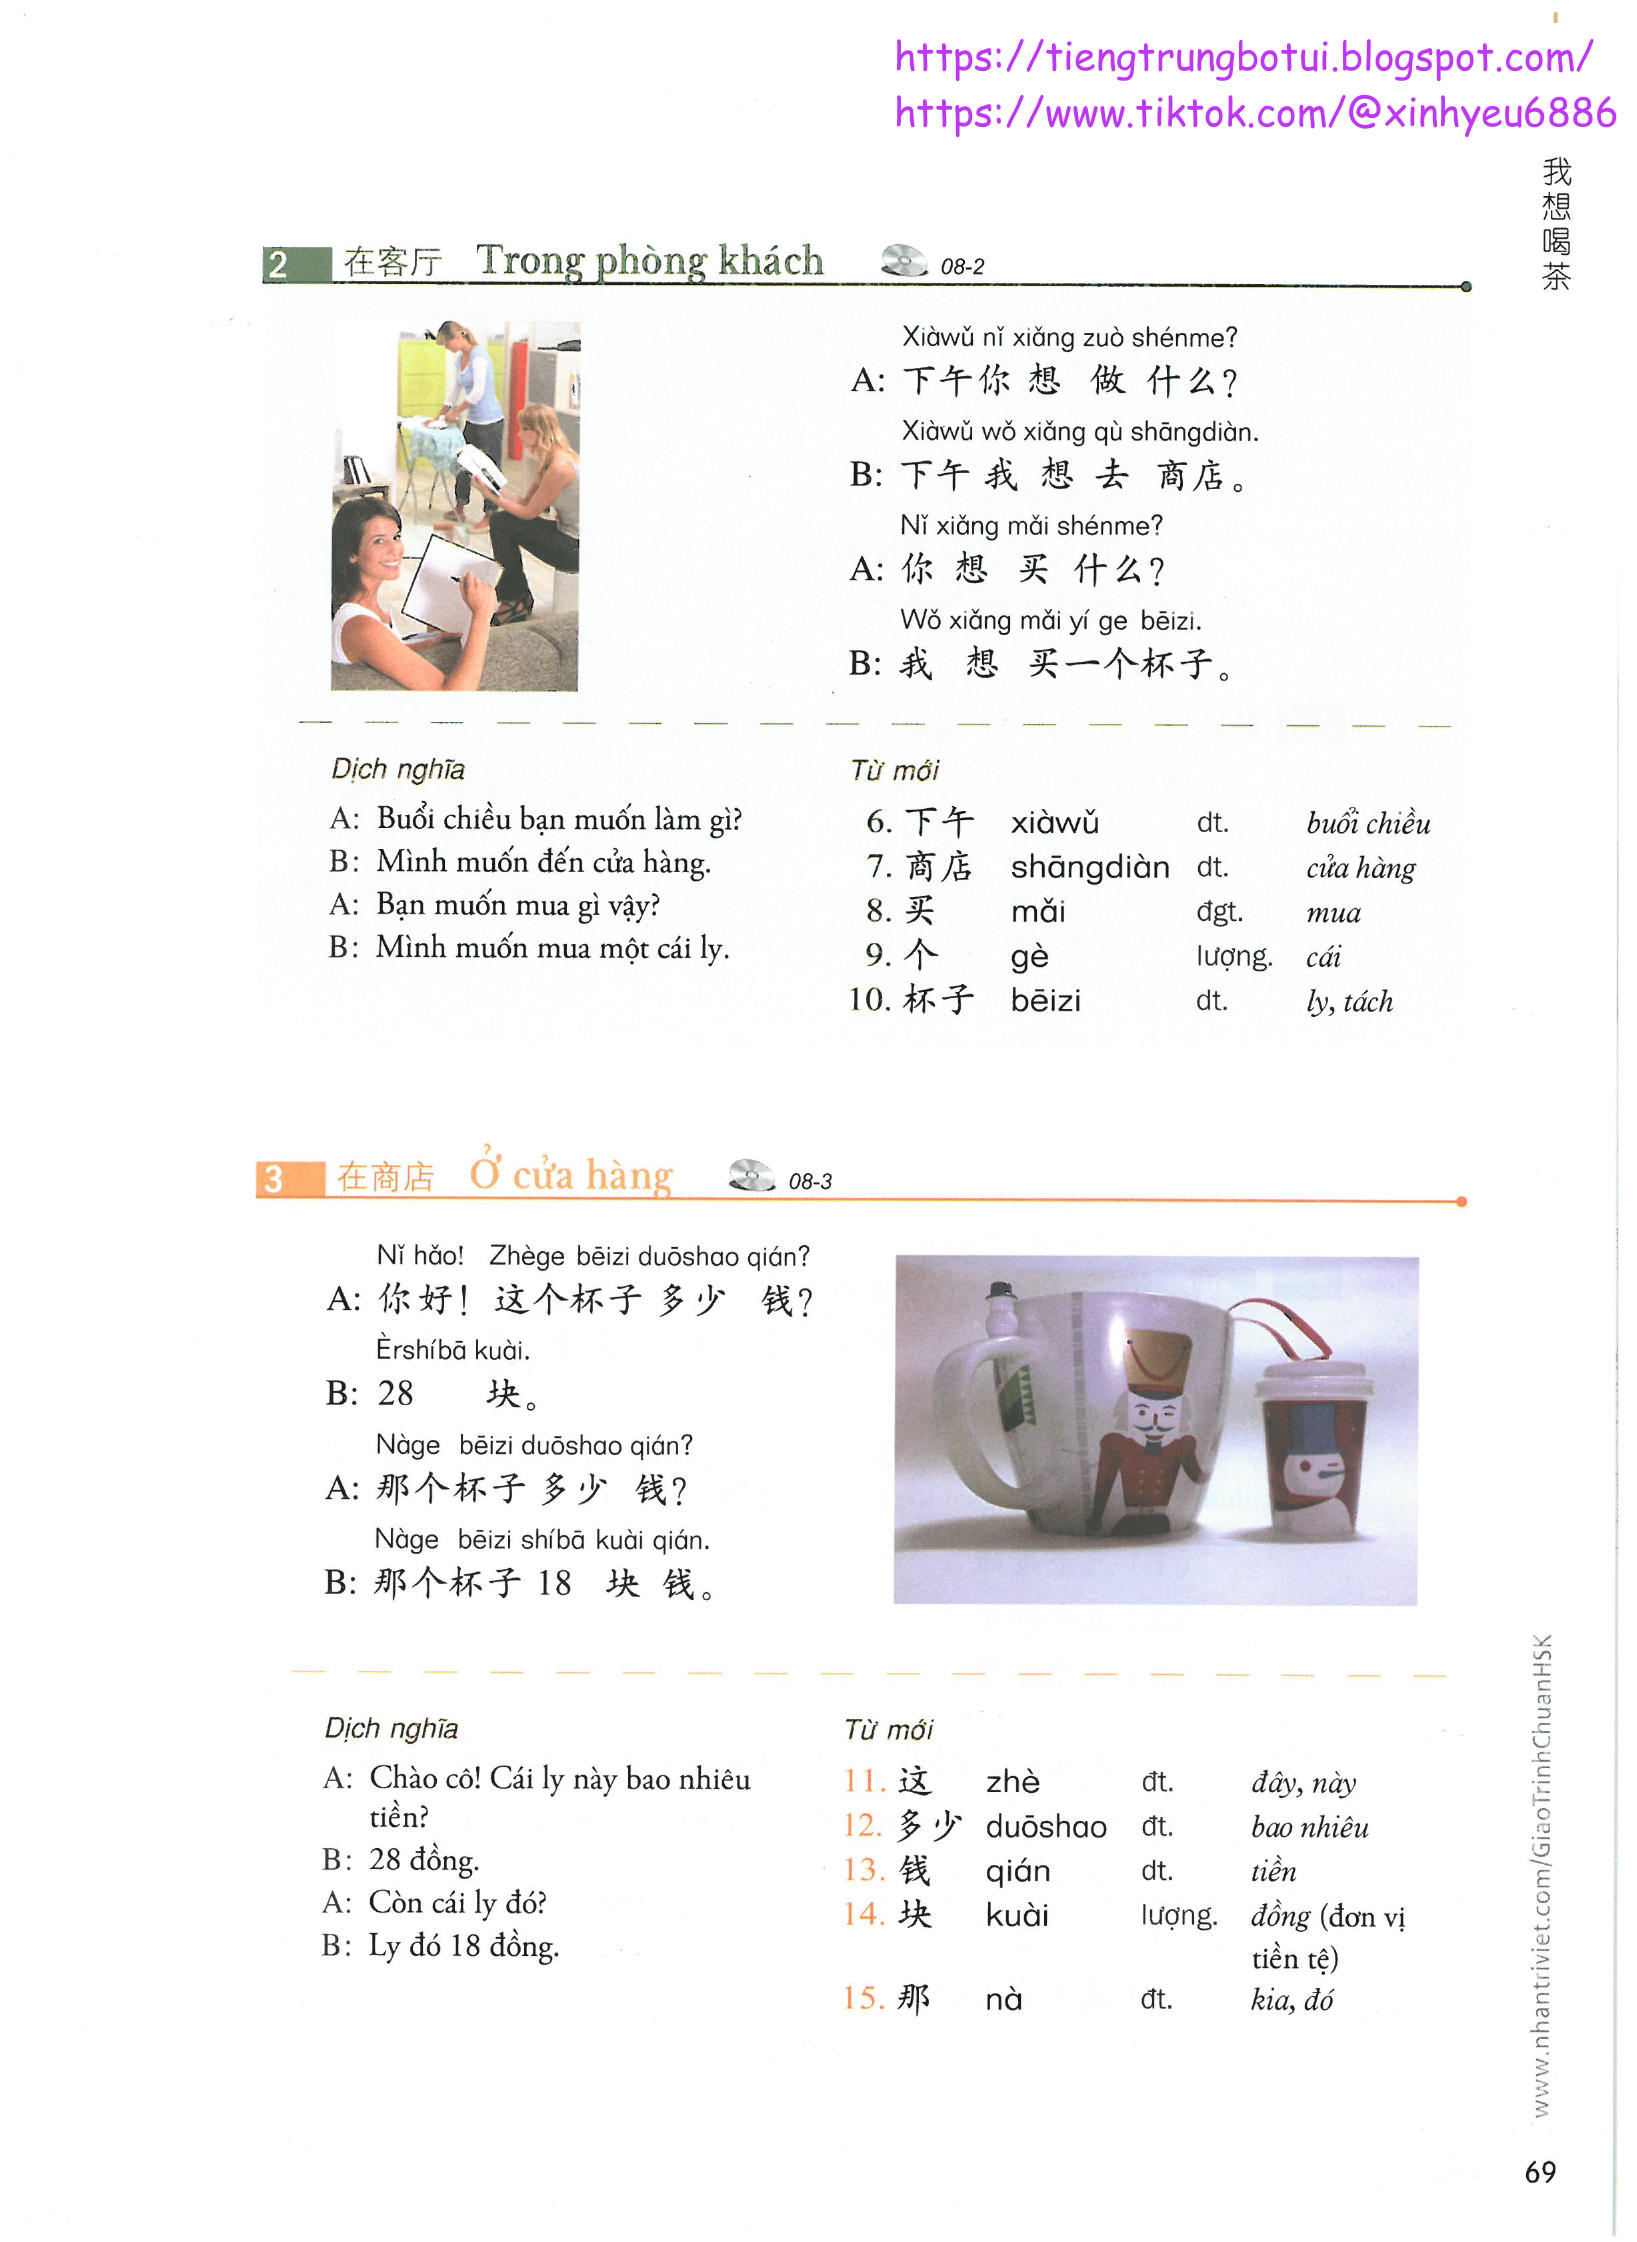 https://tiengtrungbotui.blogspot.com/
https://www.tiktok.com/@xinhyeu6886
我想喝茶
2 在客厅 Trong phòng khách 08-2
Xiàwǔ nǐ xiǎng zuò shénme?
A: 下午你 想 做 什么?
Xiàwǔ wǒ xiǎng qù shāngdiàn.
B: 下午 我 想 去 商店。
Nǐ xiǎng mǎi shénme?
A: 你 想 买 什么?
Wǒ xiǎng mǎi yí ge bēizi.
B: 我 想 买一个杯子。
Dịch nghĩa
A: Buổi chiều bạn muốn làm gì?
B: Mình muốn đến cửa hàng.
A: Bạn muốn mua gì vậy?
B: Mình muốn mua một cái ly.
Từ mới
6. 下午 xiàwǔ dt. buổi chiều
7. 商店 shāngdiàn dt. cửa hàng
8. 买 mǎi đgt. mua
9. 个 gè lượng. cái
10. 杯子 bēizi dt. ly, tách
3 在商店 Ở cửa hàng 08-3
Nǐ hǎo! Zhège bēizi duōshao qián?
A: 你好! 这个杯子 多少 钱?
Èrshíbā kuài.
B: 28 块。
Nàge bēizi duōshao qián?
A: 那个杯子 多少 钱?
Nàge bēizi shíbā kuài qián.
B: 那个杯子 18 块 钱。
Dịch nghĩa
A: Chào cô! Cái ly này bao nhiêu
tiền?
B: 28 đồng.
A: Còn cái ly đó?
B: Ly đó 18 đồng.
Từ mới
11. 这 zhè đt. đây, này
12. 多少 duōshao đt. bao nhiêu
13. 钱 qián dt. tiền
14. 块 kuài lượng. đồng (đơn vị
tiền tệ)
15. 那 nà đt. kia, đó
www.nhantriviet.com/GiaoTrinhChuanHSK
69